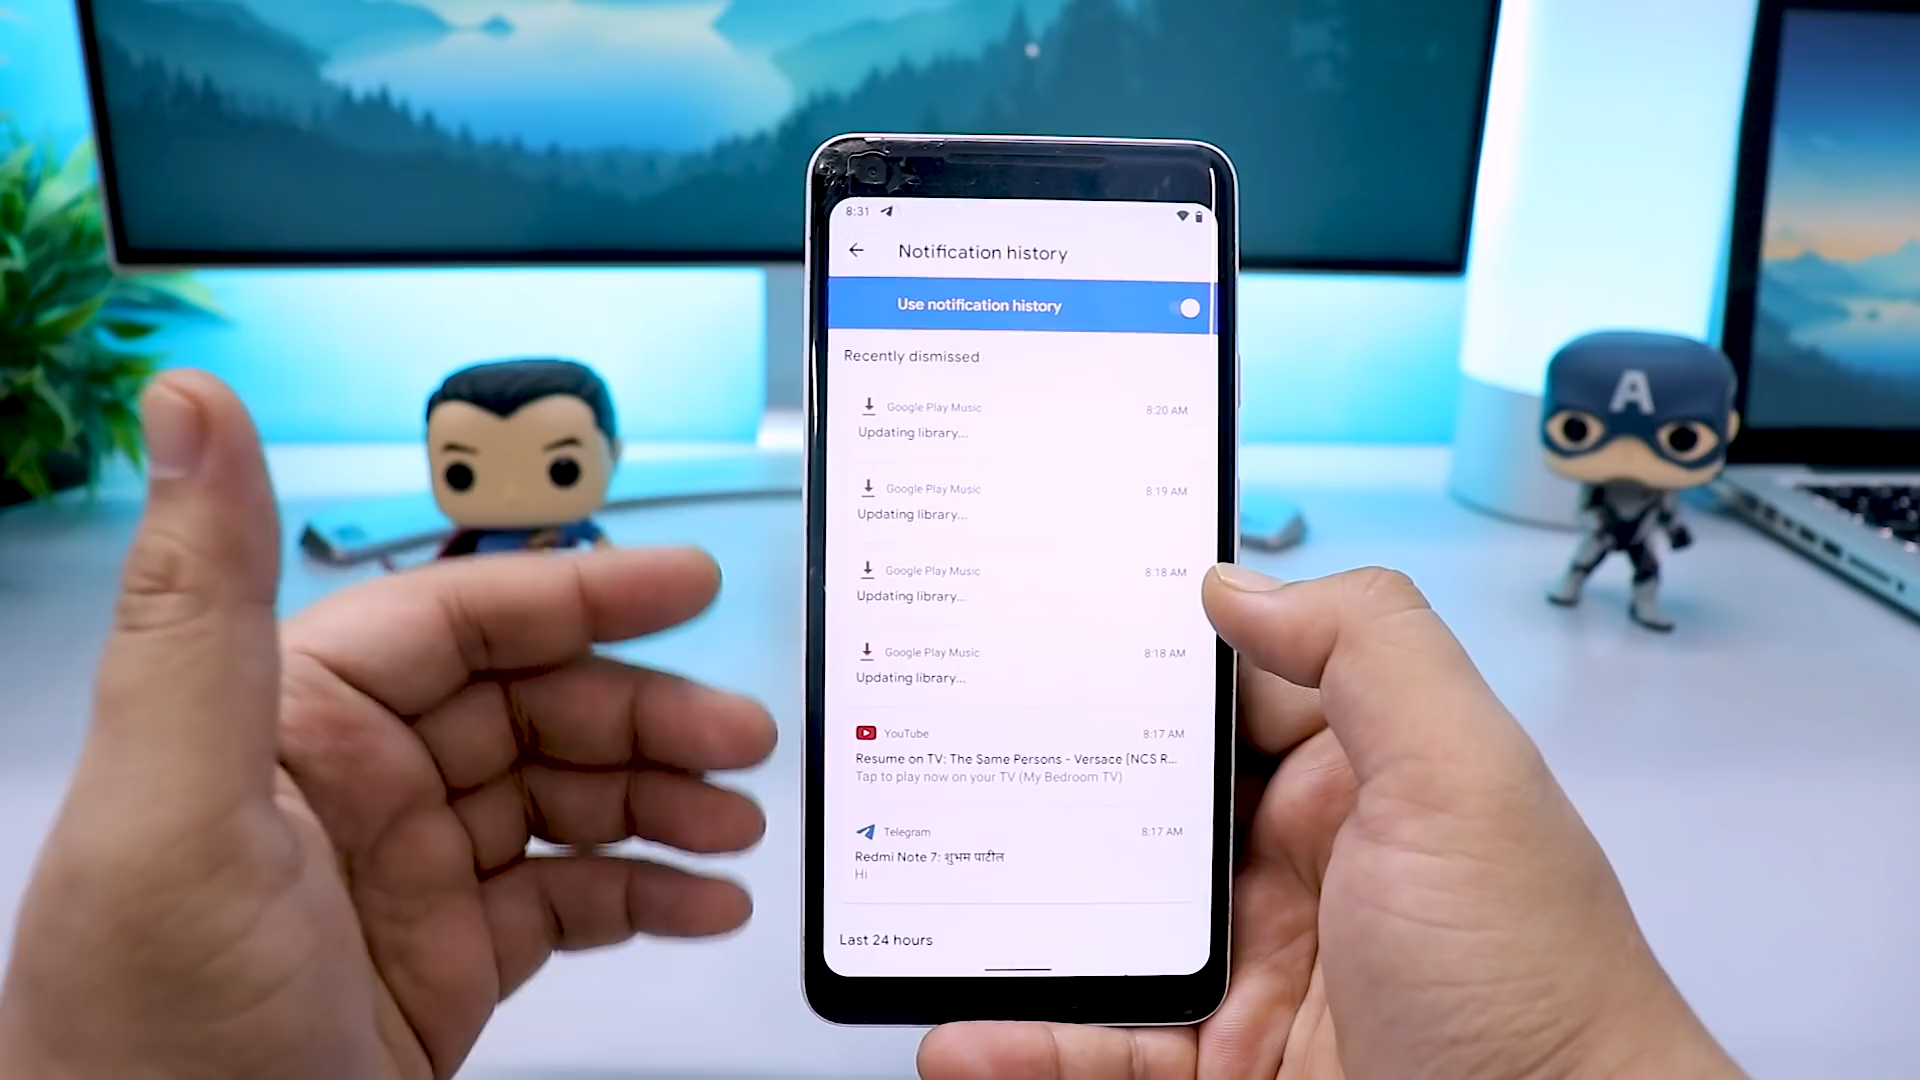 8:31
Notification history
Use notification history
Recently dismissed
Google Play Music 8:20 AM
Updating library...
Google Play Music 8:19 AM
Updating library...
Google Play Music 8:18 AM
Updating library...
Google Play Music 8:18 AM
Updating library...
YouTube 8:17 AM
Resume on TV: The Same Persons - Versace [NCS R...
Tap to play now on your TV (My Bedroom TV)
Telegram 8:17 AM
Redmi Note 7: शुभम पाटील
Hi
Last 24 hours
A